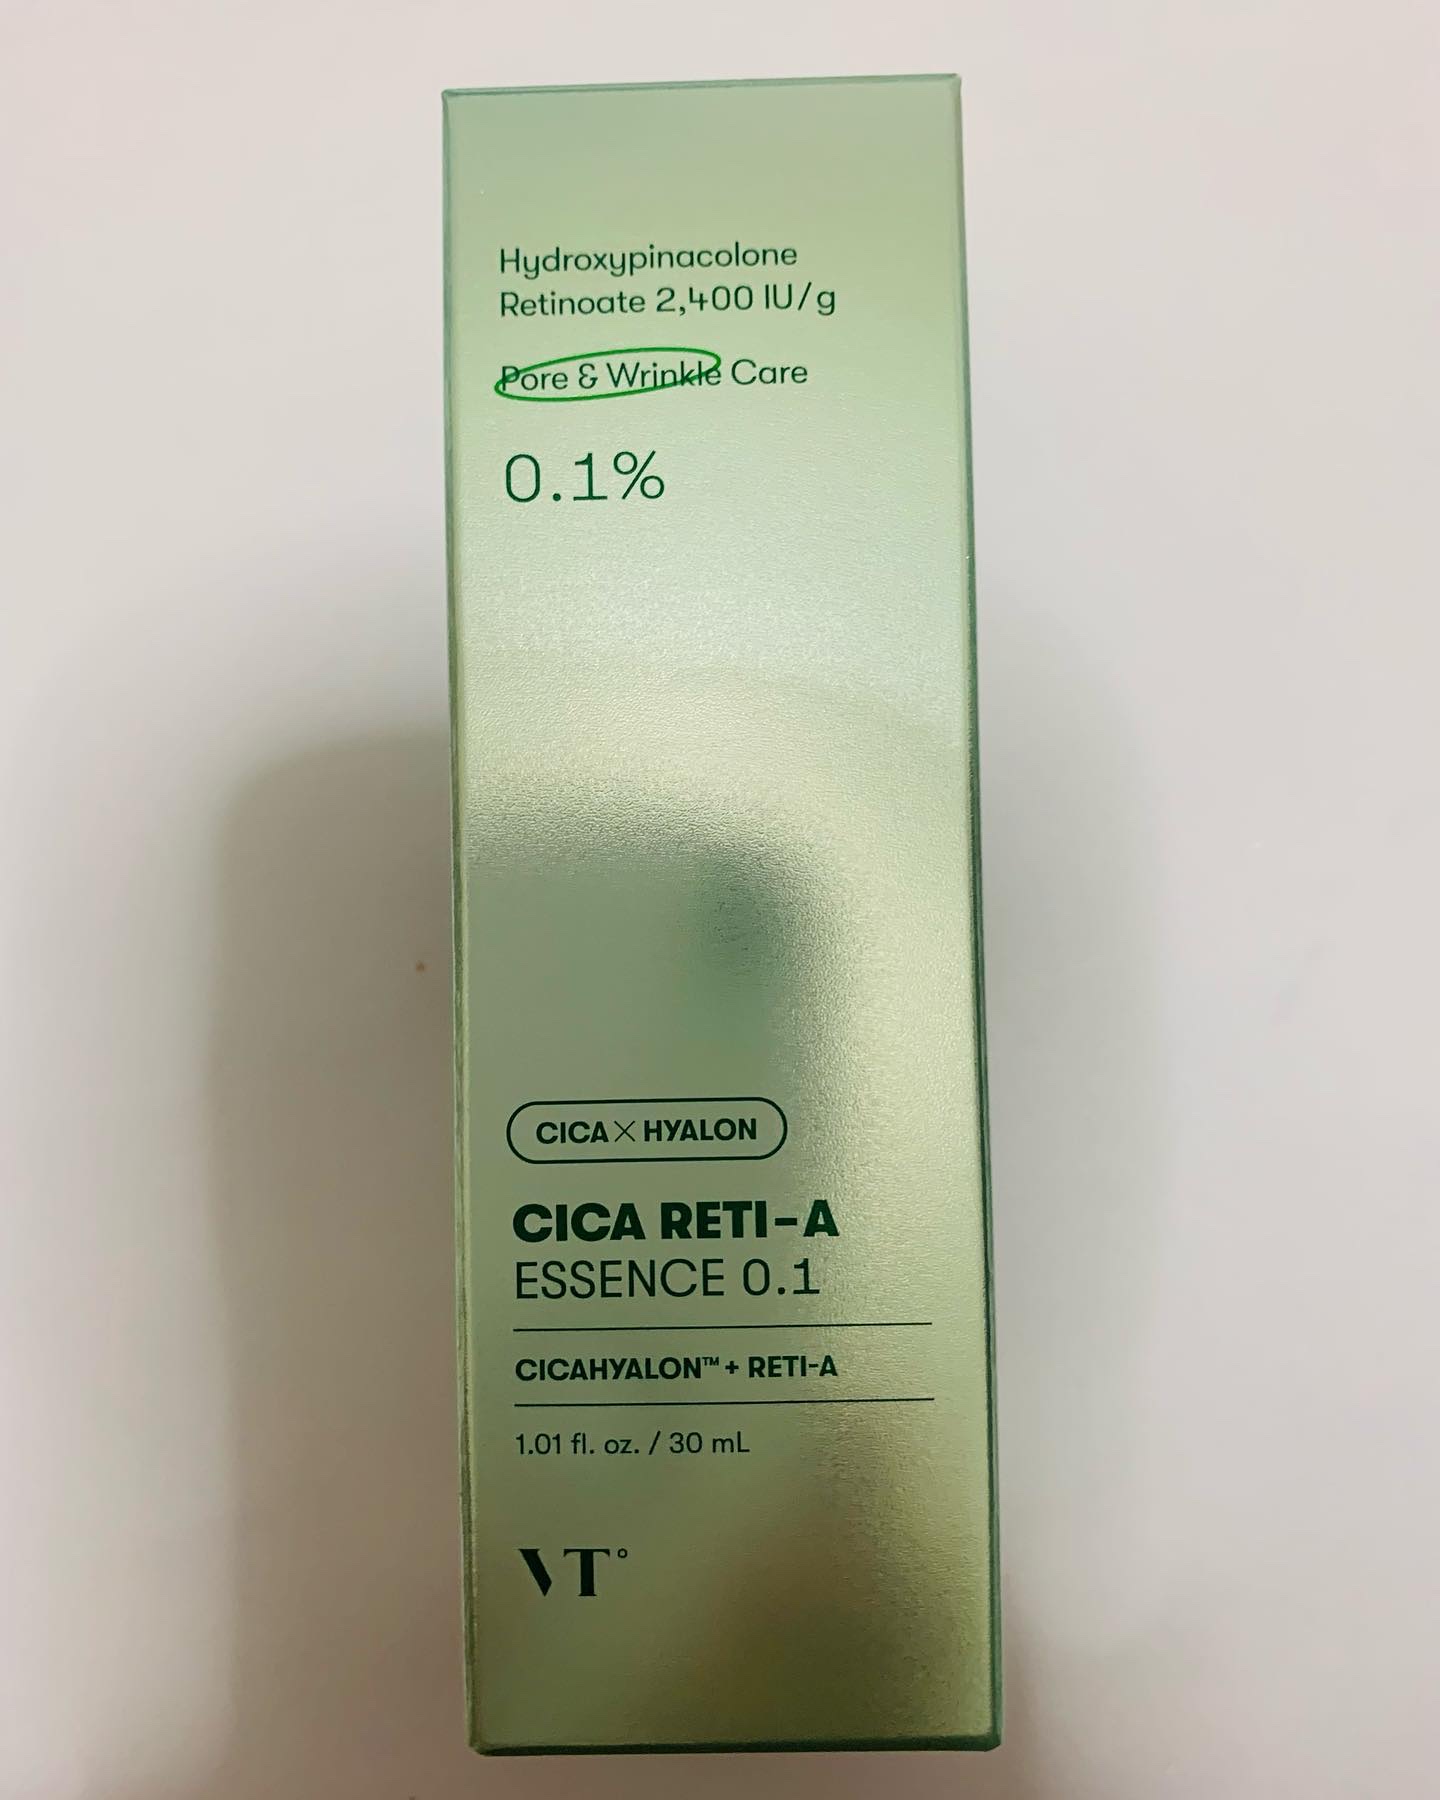 Hydroxypinacolone
Retinoate 2,400 IU/g
Pore & Wrinkle Care
0.1%
CICA×HYALON
CICA RETI-A
ESSENCE 0.1
CICAHYALON™ + RETI-A
1.01 fl. oz. / 30 mL
VT°